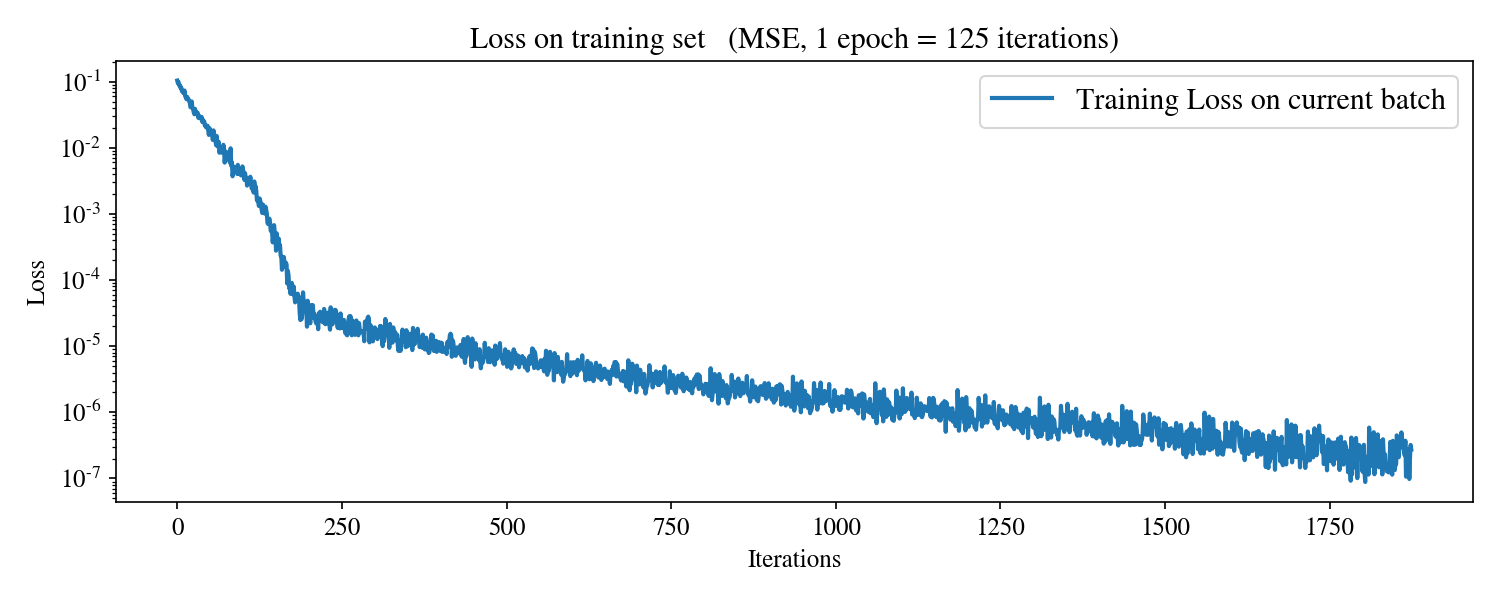 Loss on training set (MSE, 1 epoch = 125 iterations)
Training Loss on current batch
Loss
10^-1
10^-2
10^-3
10^-4
10^-5
10^-6
10^-7
0 250 500 750 1000 1250 1500 1750
Iterations